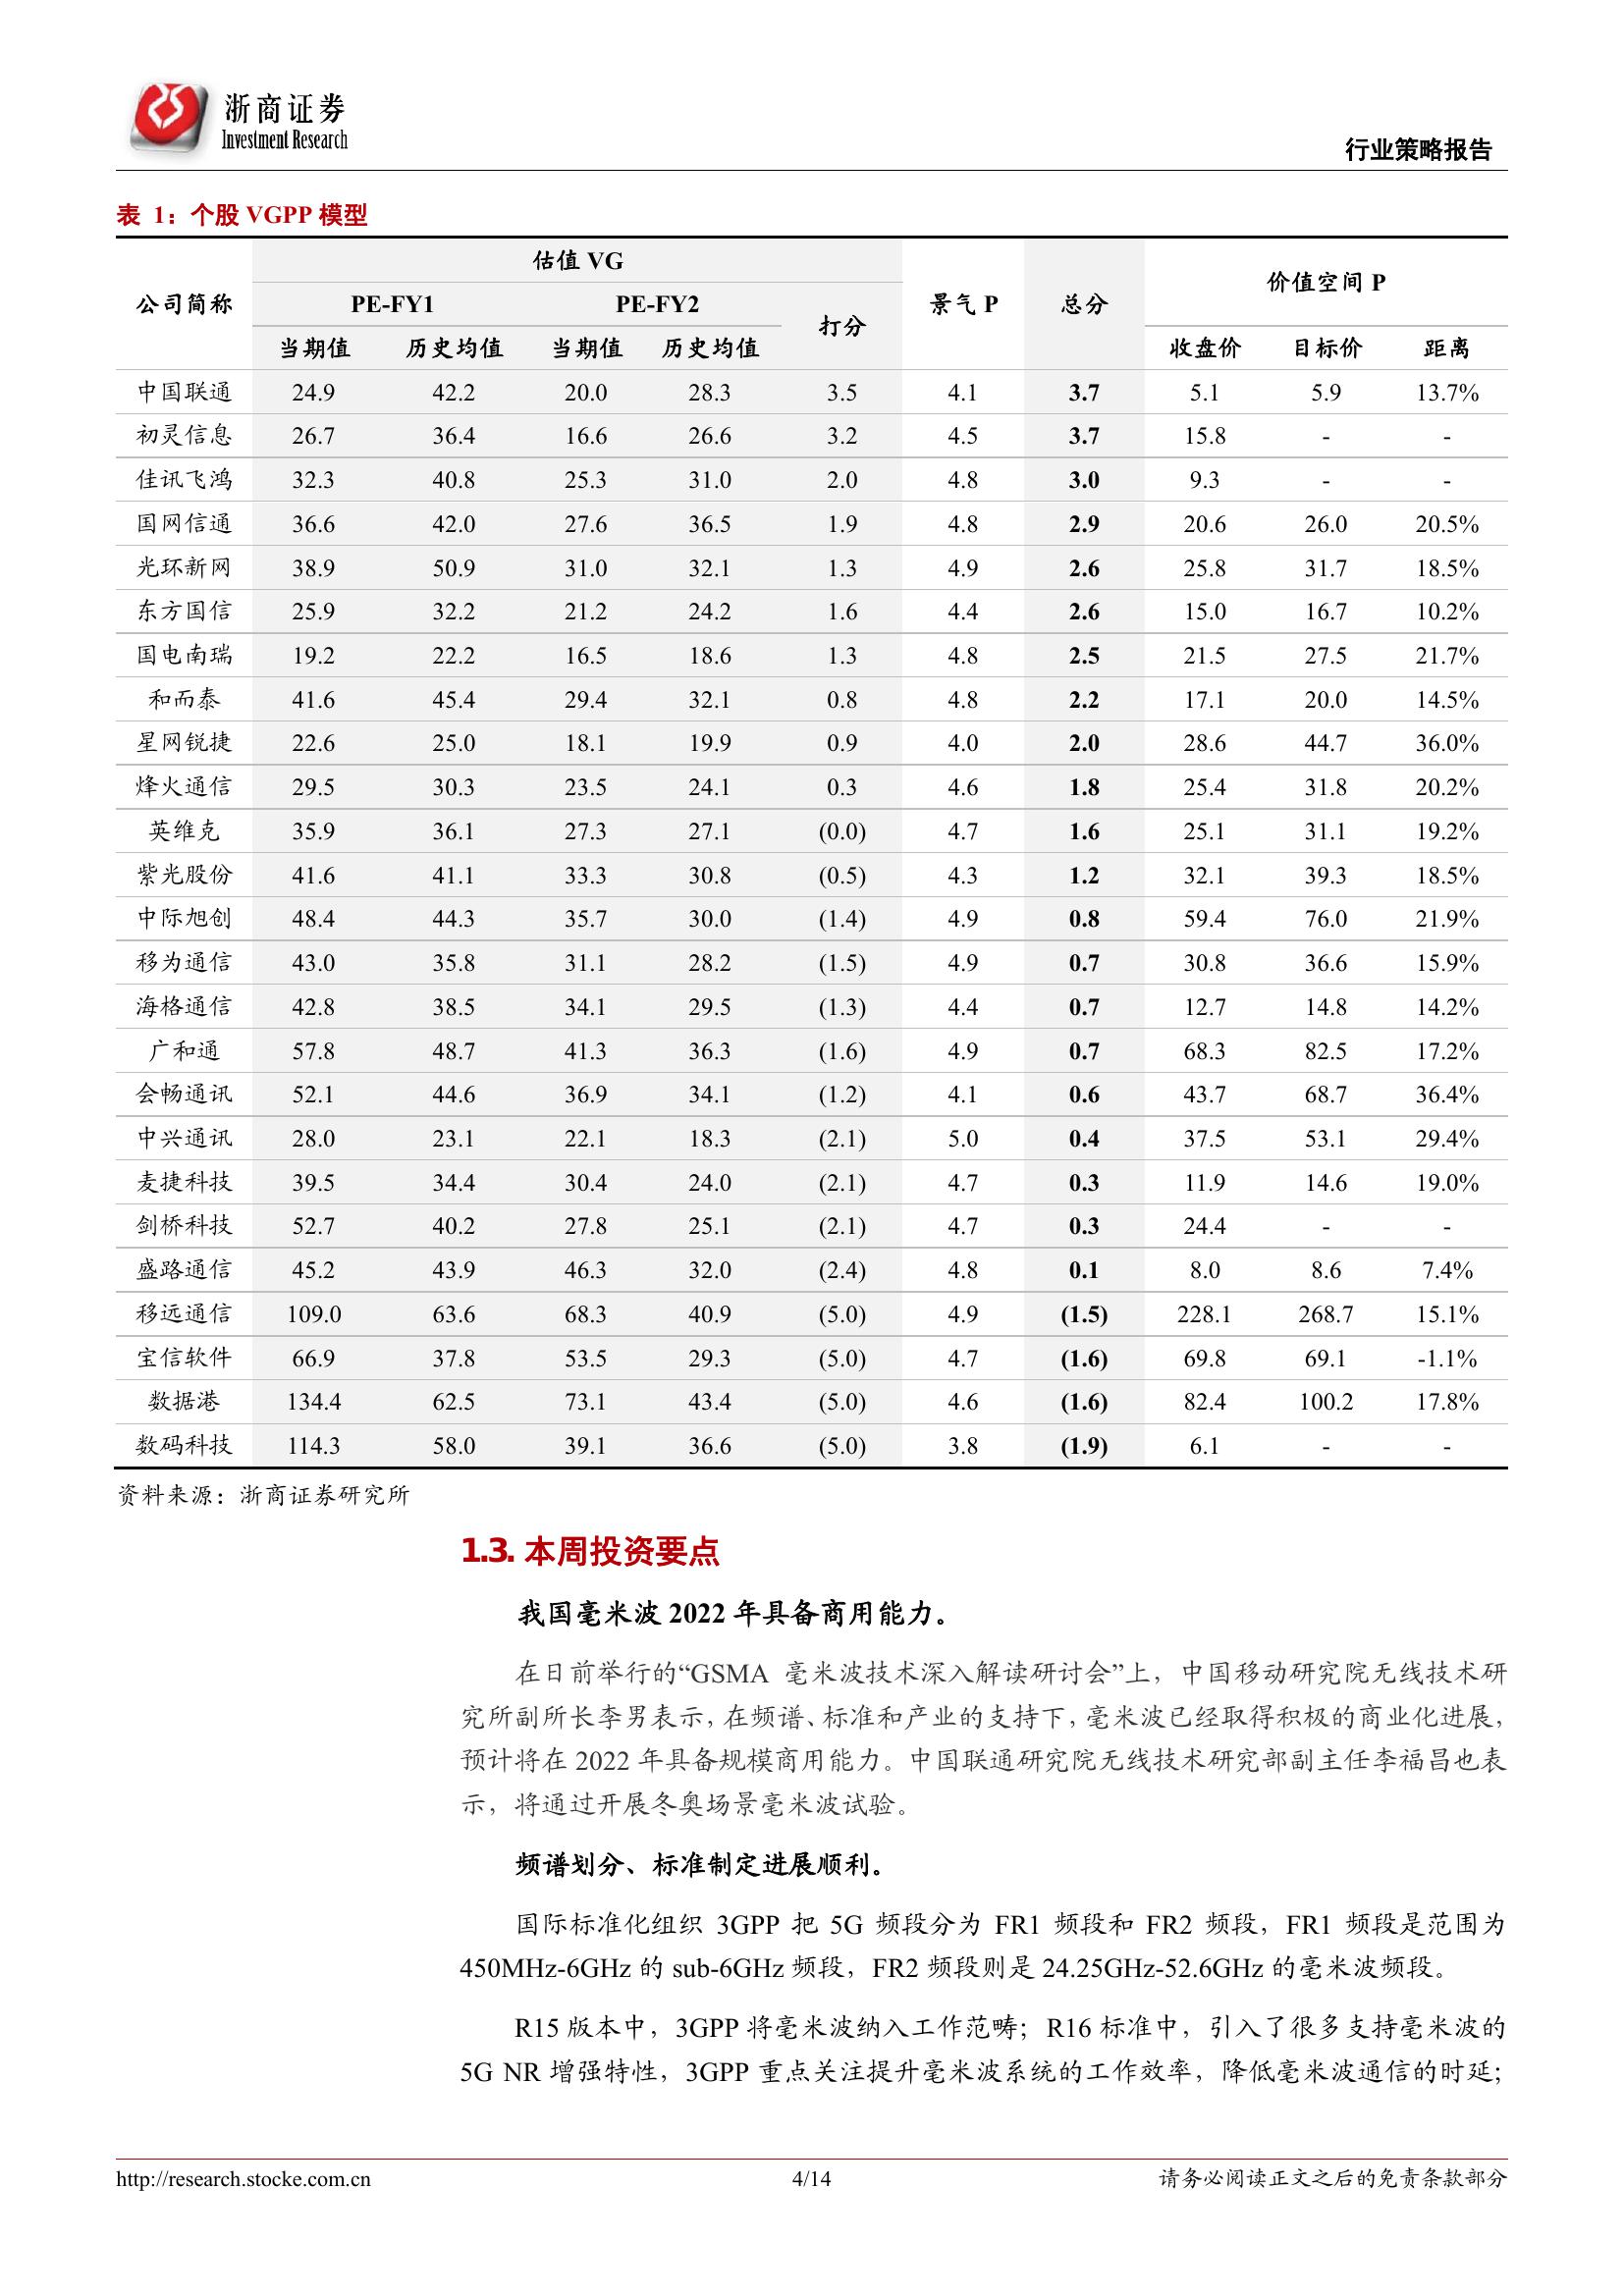 浙商证券
Investment Research
行业策略报告
表 1：个股 VGPP 模型
公司简称 估值 VG 景气 P 总分 价值空间 P
PE-FY1 PE-FY2 打分
当期值 历史均值 当期值 历史均值 收盘价 目标价 距离
中国联通 24.9 42.2 20.0 28.3 3.5 4.1 3.7 5.1 5.9 13.7%
初灵信息 26.7 36.4 16.6 26.6 3.2 4.5 3.7 15.8 - -
佳讯飞鸿 32.3 40.8 25.3 31.0 2.0 4.8 3.0 9.3 - -
国网信通 36.6 42.0 27.6 36.5 1.9 4.8 2.9 20.6 26.0 20.5%
光环新网 38.9 50.9 31.0 32.1 1.3 4.9 2.6 25.8 31.7 18.5%
东方国信 25.9 32.2 21.2 24.2 1.6 4.4 2.6 15.0 16.7 10.2%
国电南瑞 19.2 22.2 16.5 18.6 1.3 4.8 2.5 21.5 27.5 21.7%
和而泰 41.6 45.4 29.4 32.1 0.8 4.8 2.2 17.1 20.0 14.5%
星网锐捷 22.6 25.0 18.1 19.9 0.9 4.0 2.0 28.6 44.7 36.0%
烽火通信 29.5 30.3 23.5 24.1 0.3 4.6 1.8 25.4 31.8 20.2%
英维克 35.9 36.1 27.3 27.1 (0.0) 4.7 1.6 25.1 31.1 19.2%
紫光股份 41.6 41.1 33.3 30.8 (0.5) 4.3 1.2 32.1 39.3 18.5%
中际旭创 48.4 44.3 35.7 30.0 (1.4) 4.9 0.8 59.4 76.0 21.9%
移为通信 43.0 35.8 31.1 28.2 (1.5) 4.9 0.7 30.8 36.6 15.9%
海格通信 42.8 38.5 34.1 29.5 (1.3) 4.4 0.7 12.7 14.8 14.2%
广和通 57.8 48.7 41.3 36.3 (1.6) 4.9 0.7 68.3 82.5 17.2%
会畅通讯 52.1 44.6 36.9 34.1 (1.2) 4.1 0.6 43.7 68.7 36.4%
中兴通讯 28.0 23.1 22.1 18.3 (2.1) 5.0 0.4 37.5 53.1 29.4%
麦捷科技 39.5 34.4 30.4 24.0 (2.1) 4.7 0.3 11.9 14.6 19.0%
剑桥科技 52.7 40.2 27.8 25.1 (2.1) 4.7 0.3 24.4 - -
盛路通信 45.2 43.9 46.3 32.0 (2.4) 4.8 0.1 8.0 8.6 7.4%
移远通信 109.0 63.6 68.3 40.9 (5.0) 4.9 (1.5) 228.1 268.7 15.1%
宝信软件 66.9 37.8 53.5 29.3 (5.0) 4.7 (1.6) 69.8 69.1 -1.1%
数据港 134.4 62.5 73.1 43.4 (5.0) 4.6 (1.6) 82.4 100.2 17.8%
数码科技 114.3 58.0 39.1 36.6 (5.0) 3.8 (1.9) 6.1 - -
资料来源：浙商证券研究所
1.3. 本周投资要点
我国毫米波 2022 年具备商用能力。
在日前举行的“GSMA 毫米波技术深入解读研讨会”上，中国移动研究院无线技术研
究所副所长李男表示，在频谱、标准和产业的支持下，毫米波已经取得积极的商业化进展，
预计将在 2022 年具备规模商用能力。中国联通研究院无线技术研究部副主任李福昌也表
示，将通过开展冬奥场景毫米波试验。
频谱划分、标准制定进展顺利。
国际标准化组织 3GPP 把 5G 频段分为 FR1 频段和 FR2 频段，FR1 频段是范围为
450MHz-6GHz 的 sub-6GHz 频段，FR2 频段则是 24.25GHz-52.6GHz 的毫米波频段。
R15 版本中，3GPP 将毫米波纳入工作范畴；R16 标准中，引入了很多支持毫米波的
5G NR 增强特性，3GPP 重点关注提升毫米波系统的工作效率，降低毫米波通信的时延；
http://research.stocke.com.cn 4/14 请务必阅读正文之后的免责条款部分